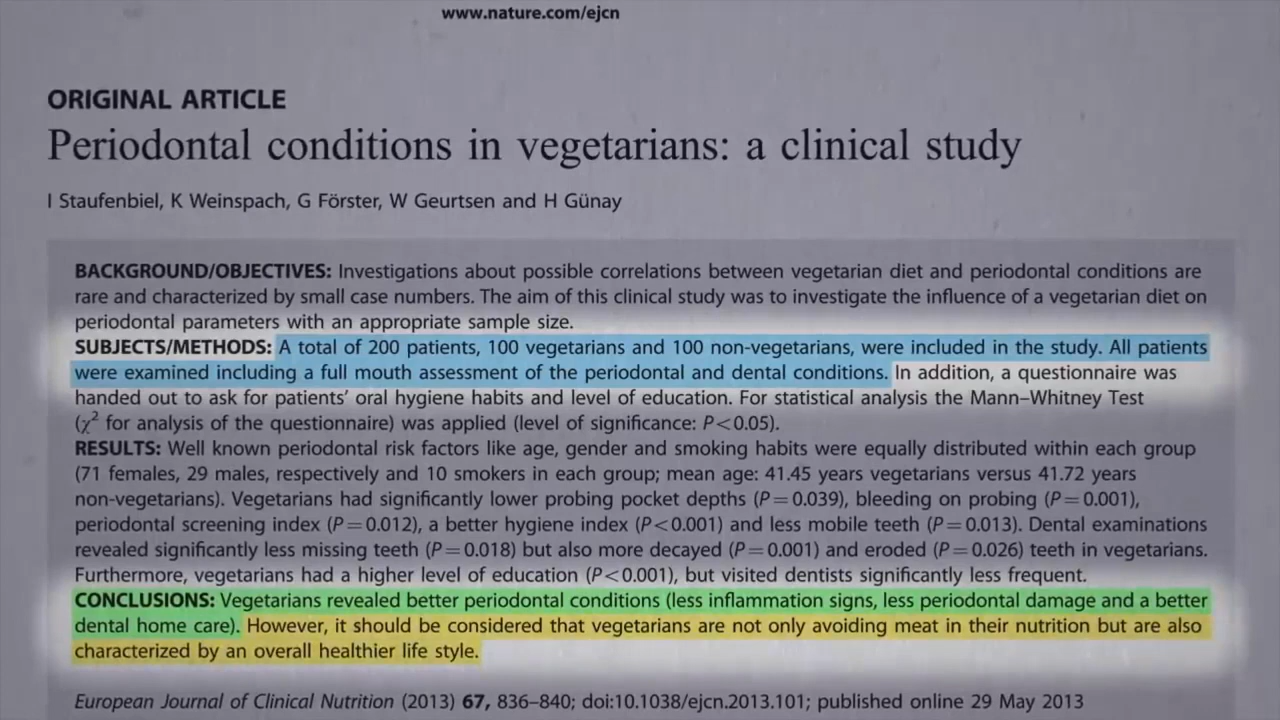 www.nature.com/ejcn
ORIGINAL ARTICLE
Periodontal conditions in vegetarians: a clinical study
I Staufenbiel, K Weinspach, G Förster, W Geurtsen and H Günay
BACKGROUND/OBJECTIVES: Investigations about possible correlations between vegetarian diet and periodontal conditions are
rare and characterized by small case numbers. The aim of this clinical study was to investigate the influence of a vegetarian diet on
periodontal parameters with an appropriate sample size.
SUBJECTS/METHODS: A total of 200 patients, 100 vegetarians and 100 non-vegetarians, were included in the study. All patients
were examined including a full mouth assessment of the periodontal and dental conditions. In addition, a questionnaire was
handed out to ask for patients' oral hygiene habits and level of education. For statistical analysis the Mann–Whitney Test
(χ² for analysis of the questionnaire) was applied (level of significance: P<0.05).
RESULTS: Well known periodontal risk factors like age, gender and smoking habits were equally distributed within each group
(71 females, 29 males, respectively and 10 smokers in each group; mean age: 41.45 years vegetarians versus 41.72 years
non-vegetarians). Vegetarians had significantly lower probing pocket depths (P=0.039), bleeding on probing (P=0.001),
periodontal screening index (P=0.012), a better hygiene index (P<0.001) and less mobile teeth (P=0.013). Dental examinations
revealed significantly less missing teeth (P=0.018) but also more decayed (P=0.001) and eroded (P=0.026) teeth in vegetarians.
Furthermore, vegetarians had a higher level of education (P<0.001), but visited dentists significantly less frequent.
CONCLUSIONS: Vegetarians revealed better periodontal conditions (less inflammation signs, less periodontal damage and a better
dental home care). However, it should be considered that vegetarians are not only avoiding meat in their nutrition but are also
characterized by an overall healthier life style.
European Journal of Clinical Nutrition (2013) 67, 836–840; doi:10.1038/ejcn.2013.101; published online 29 May 2013